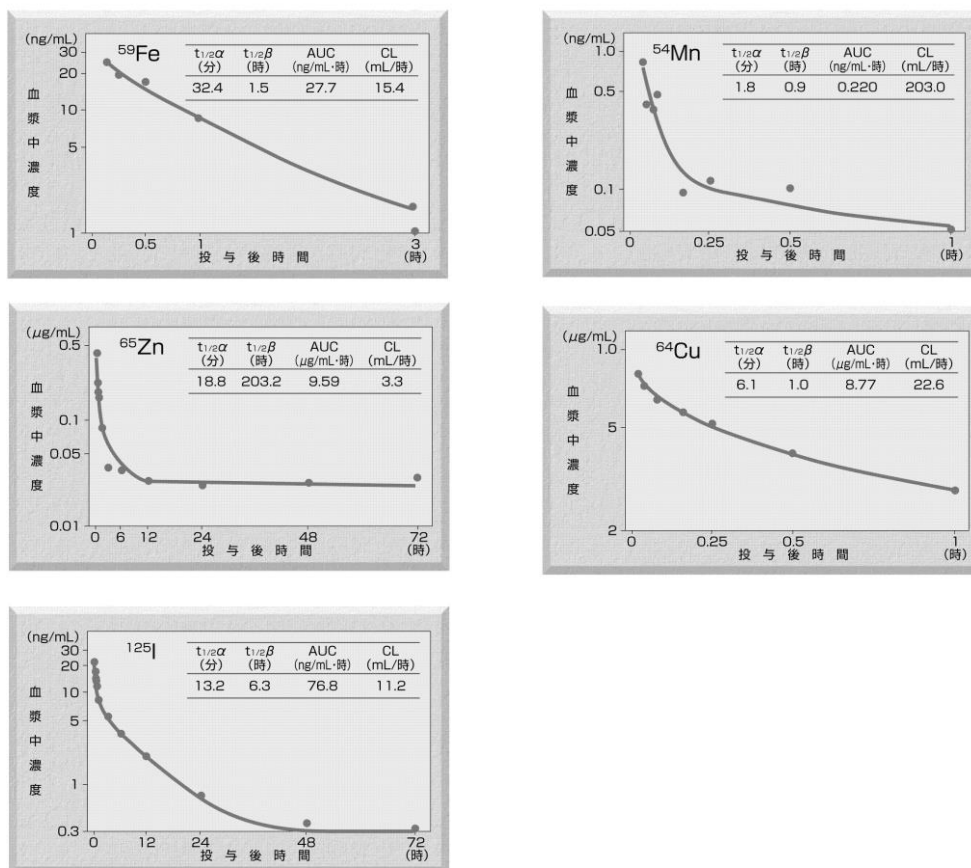 (ng/mL)
59Fe
t1/2α t1/2β AUC CL
(分) (時) (ng/mL・時) (mL/時)
32.4 1.5 27.7 15.4
30
20
10
5
1
血漿中濃度
0 0.5 1 3
投与後時間 (時)
(ng/mL)
54Mn
t1/2α t1/2β AUC CL
(分) (時) (ng/mL・時) (mL/時)
1.8 0.9 0.220 203.0
1.0
0.5
0.1
0.05
血漿中濃度
0 0.25 0.5 1
投与後時間 (時)
(μg/mL)
65Zn
t1/2α t1/2β AUC CL
(分) (時) (μg/mL・時) (mL/時)
18.8 203.2 9.59 3.3
0.5
0.1
0.05
0.01
血漿中濃度
0 6 12 24 48 72
投与後時間 (時)
(μg/mL)
64Cu
t1/2α t1/2β AUC CL
(分) (時) (μg/mL・時) (mL/時)
6.1 1.0 8.77 22.6
1.0
5
2
血漿中濃度
0 0.25 0.5 1
投与後時間 (時)
(ng/mL)
125I
t1/2α t1/2β AUC CL
(分) (時) (ng/mL・時) (mL/時)
13.2 6.3 76.8 11.2
30
20
10
5
1
0.3
血漿中濃度
0 12 24 48 72
投与後時間 (時)